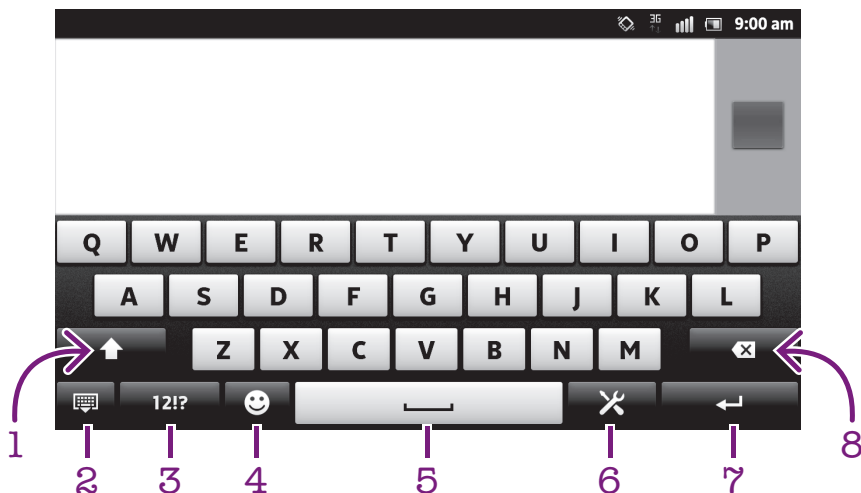 3G 9:00 am
Q W E R T Y U I O P
A S D F G H J K L
Z X C V B N M
12!?
1 2 3 4 5 6 7 8